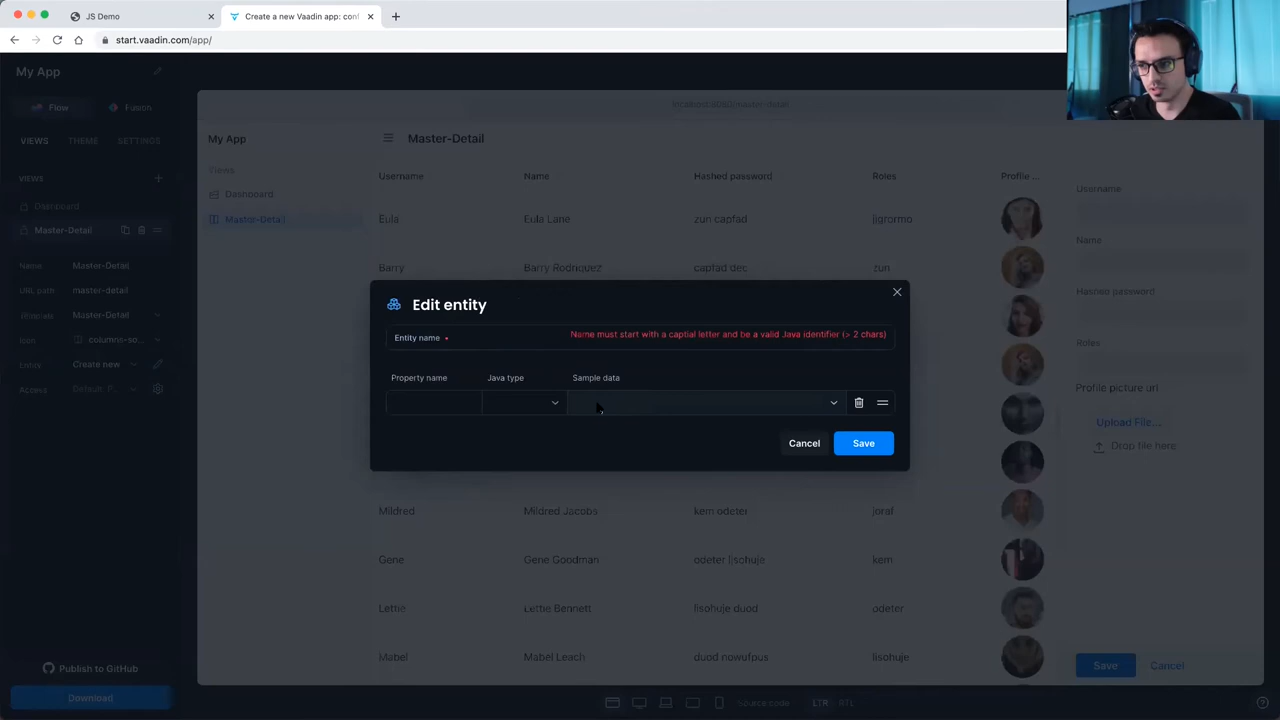 JS Demo
Create a new Vaadin app: conf
start.vaadin.com/app/
My App
Flow
Fusion
VIEWS
THEME
SETTINGS
VIEWS
Dashboard
Master-Detail
Name
Master-Detail
URL path
master-detail
Template
Master-Detail
Icon
columns-so...
Entity
Create new
Access
Publish to GitHub
Download
My App
Master-Detail
Views
Dashboard
Master-Detail
Username
Name
Hashed password
Roles
Profile ...
Eula
Eula Lane
zun capfad
jigrormo
Barry
Barry Rodriquez
capfad dec
zun
Edit entity
Entity name
Name must start with a captial letter and be a valid Java identifier (> 2 chars)
Property name
Java type
Sample data
Cancel
Save
Mildred
Mildred Jacobs
kem odeter
joraf
Gene
Gene Goodman
odeter lisohuje
kem
Lettie
Lettie Bennett
lisohuje duod
odeter
Mabel
Mabel Leach
duod nowufpus
lisohuje
Username
Name
Hashed password
Roles
Profile picture url
Upload File...
Drop file here
Save
Cancel
Source code
LTR
RTL